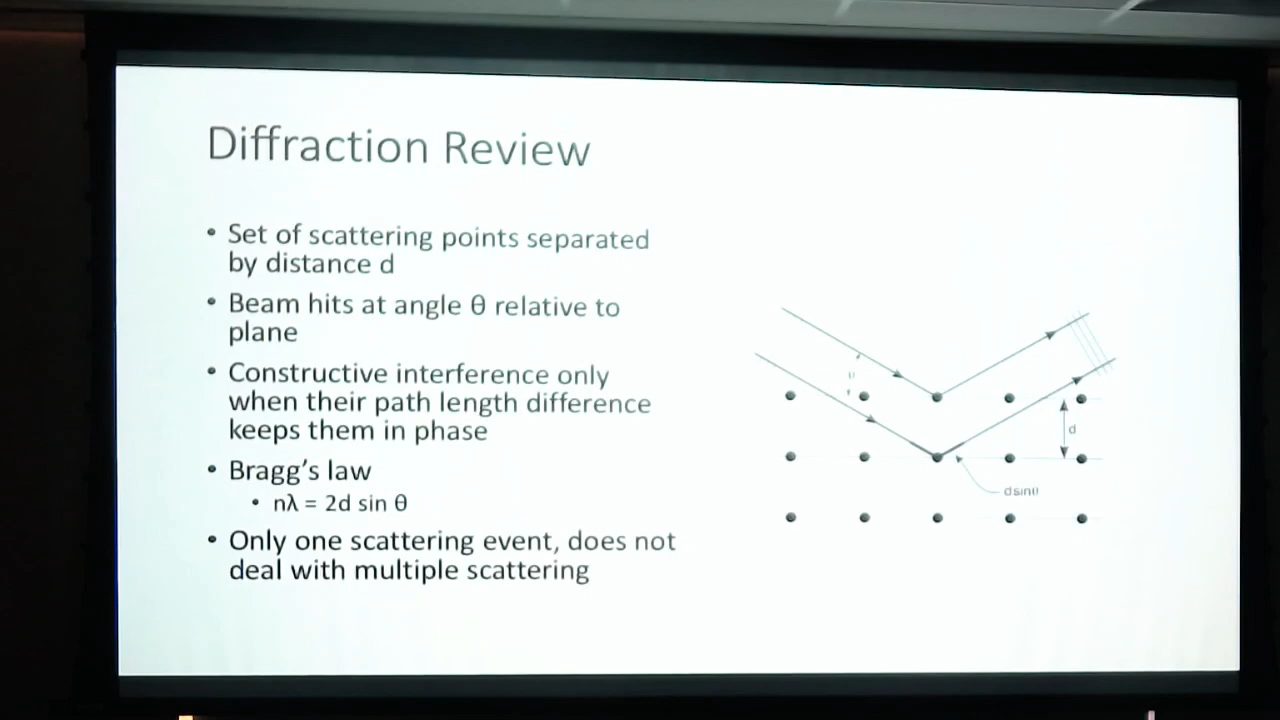 Diffraction Review
• Set of scattering points separated
by distance d
• Beam hits at angle θ relative to
plane
• Constructive interference only
when their path length difference
keeps them in phase
• Bragg's law
• nλ = 2d sin θ
• Only one scattering event, does not
deal with multiple scattering
θ
d
dsinθ